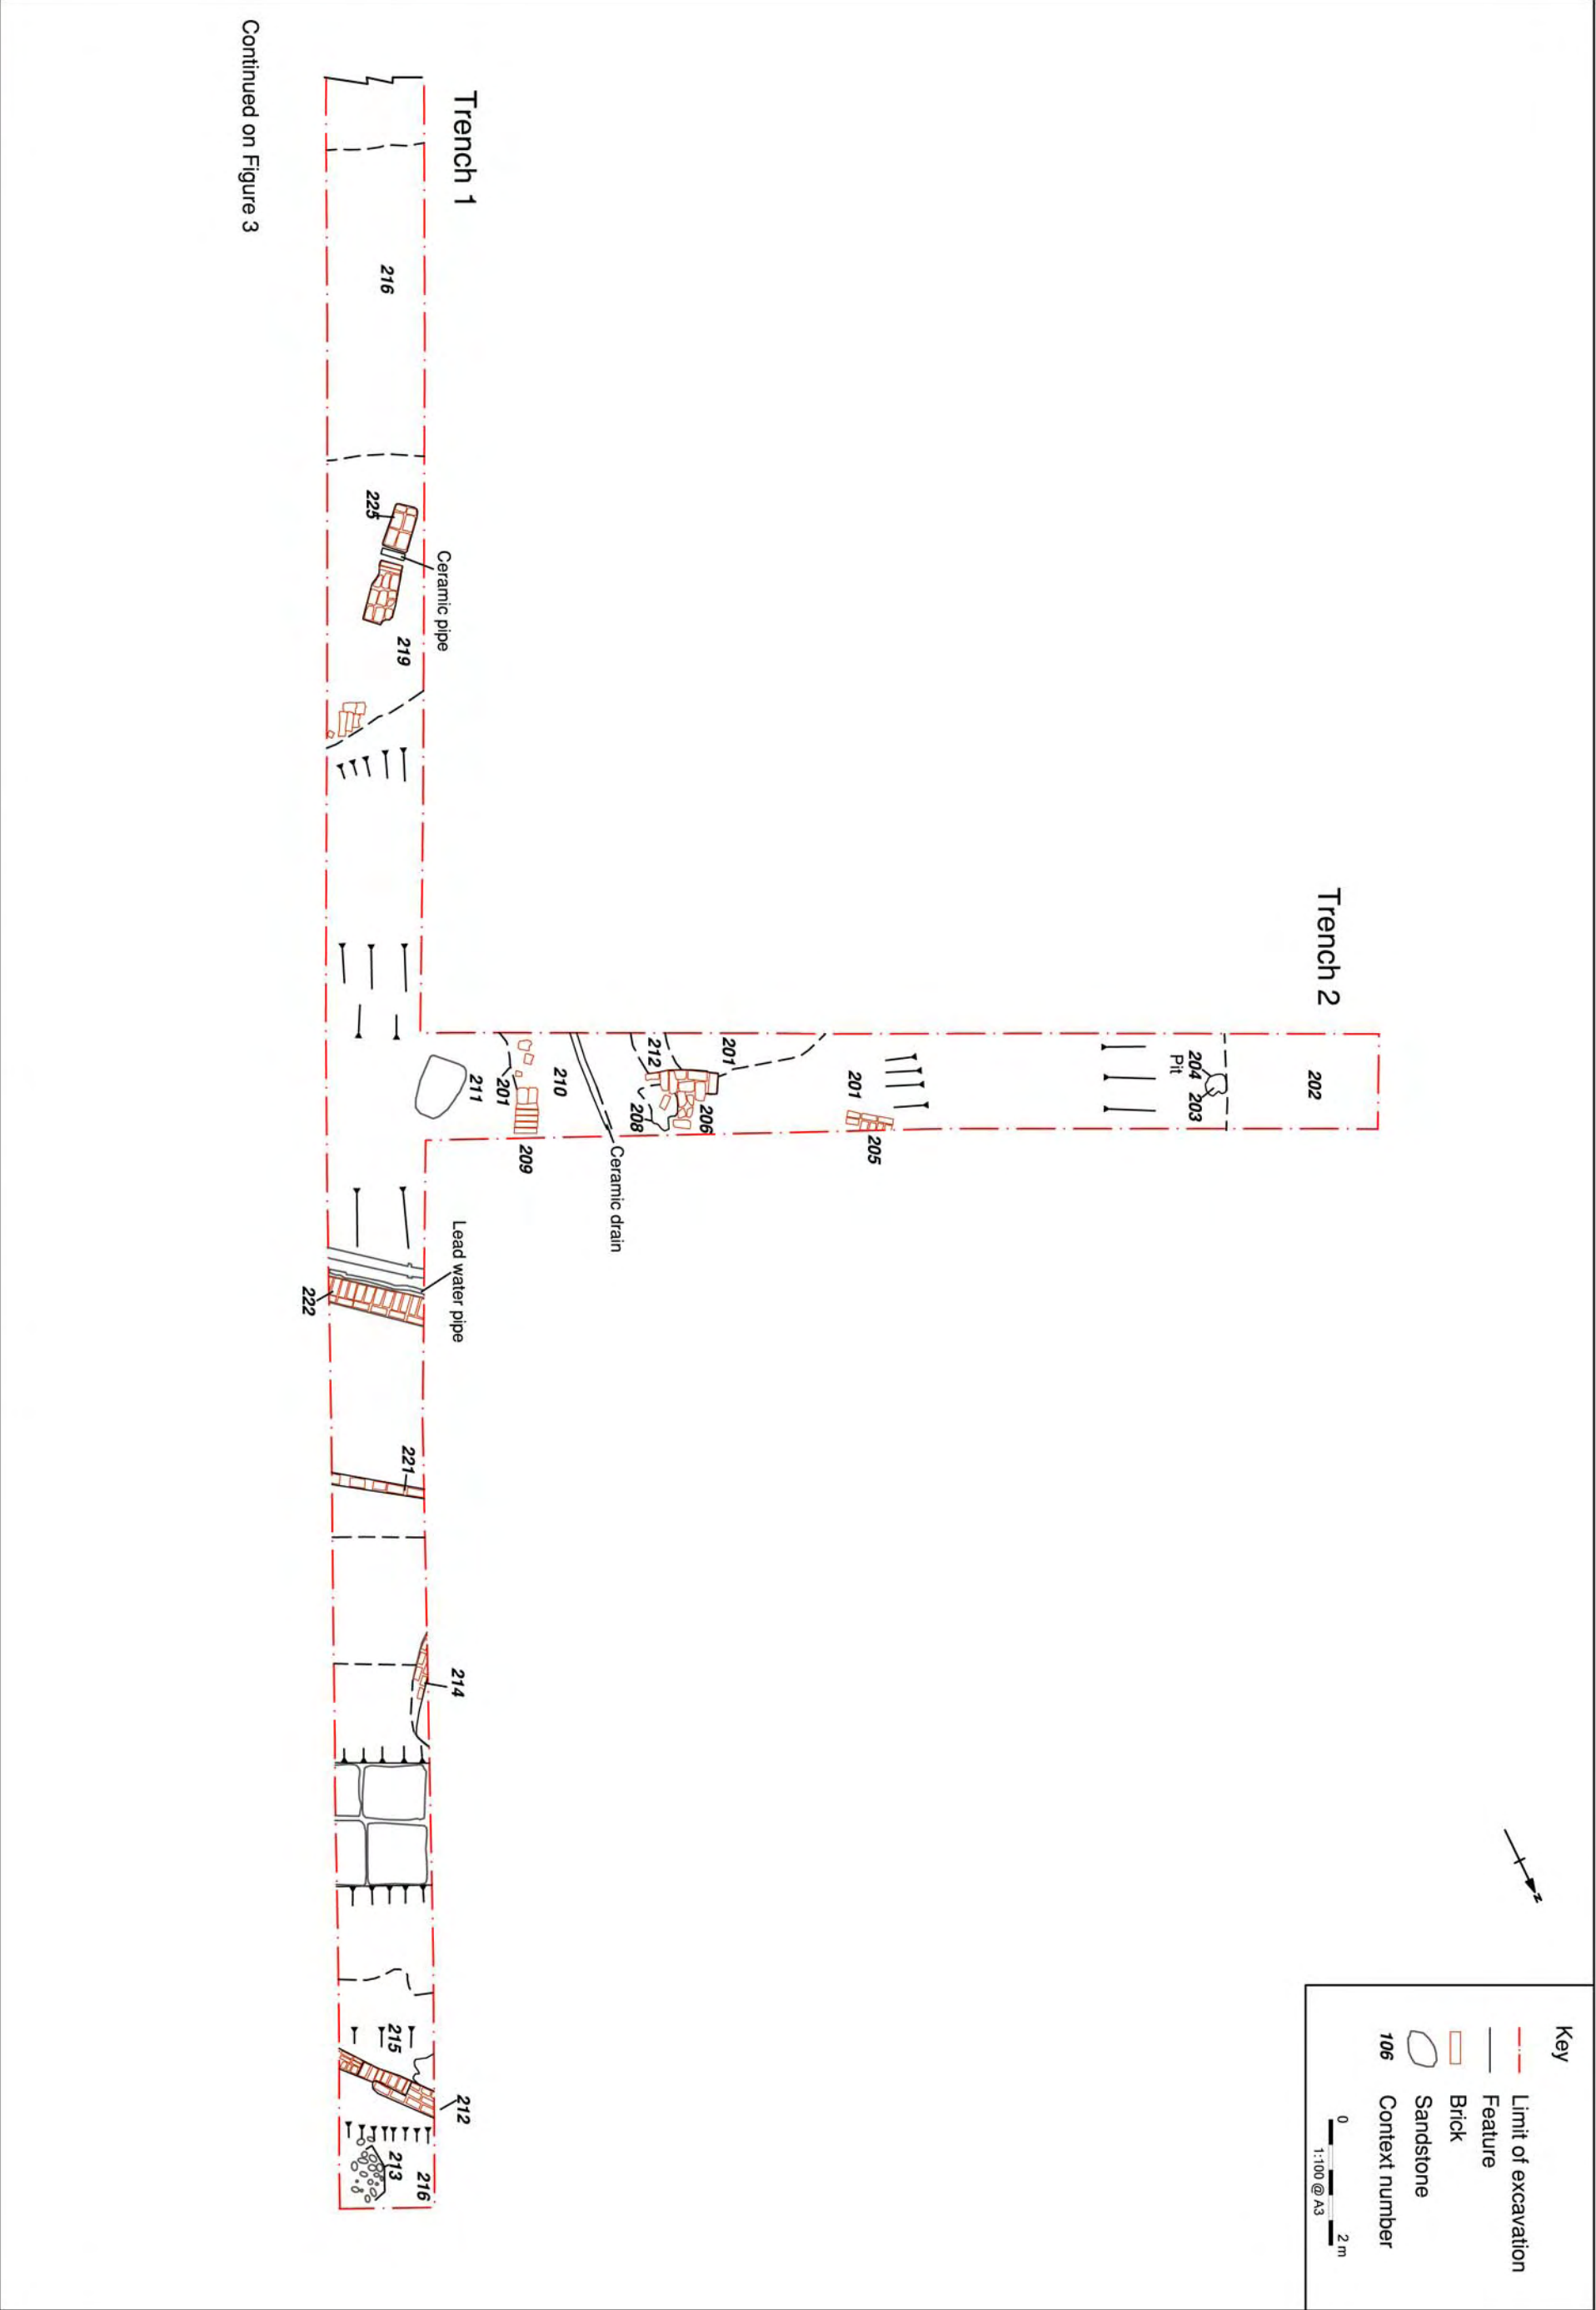 Continued on Figure 3
Trench 1
216
225
Ceramic pipe
219
Trench 2
202
204
Pit
203
201
205
201
212
206
208
Ceramic drain
210
201
209
211
Lead water pipe
222
221
214
215
212
213
216
N
Key
Limit of excavation
Feature
Brick
Sandstone
106 Context number
0 2 m
1:100 @ A3